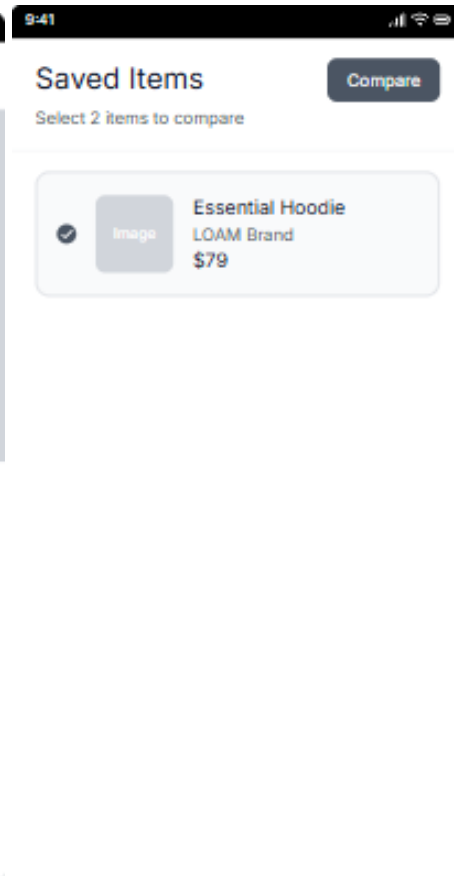 9:41
Saved Items
Compare
Select 2 items to compare
Image
Essential Hoodie
LOAM Brand
$79